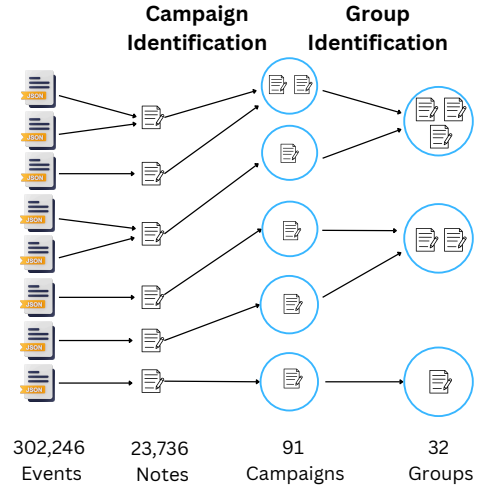 Campaign
Identification
Group
Identification
JSON
JSON
JSON
JSON
JSON
JSON
JSON
JSON
302,246
Events
23,736
Notes
91
Campaigns
32
Groups